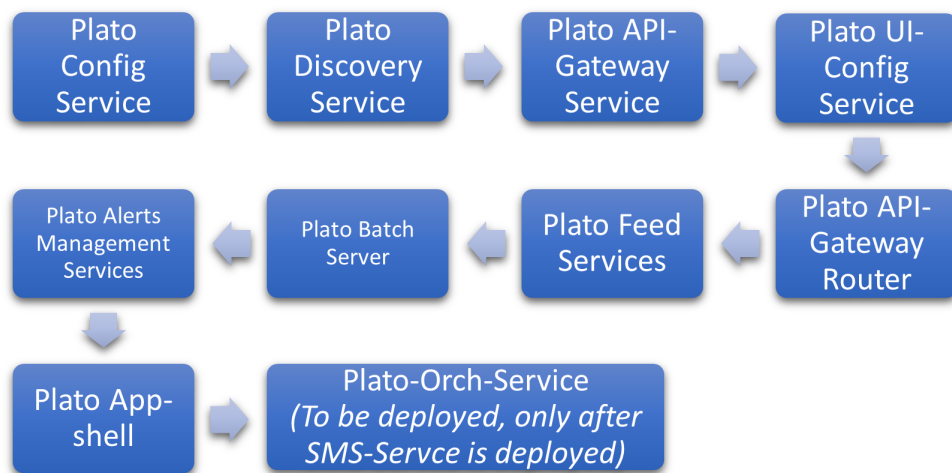 Plato
Config
Service
Plato
Discovery
Service
Plato API-
Gateway
Service
Plato UI-
Config
Service
Plato API-
Gateway
Router
Plato Feed
Services
Plato Batch
Server
Plato Alerts
Management
Services
Plato App-
shell
Plato-Orch-Service
(To be deployed, only after
SMS-Servce is deployed)